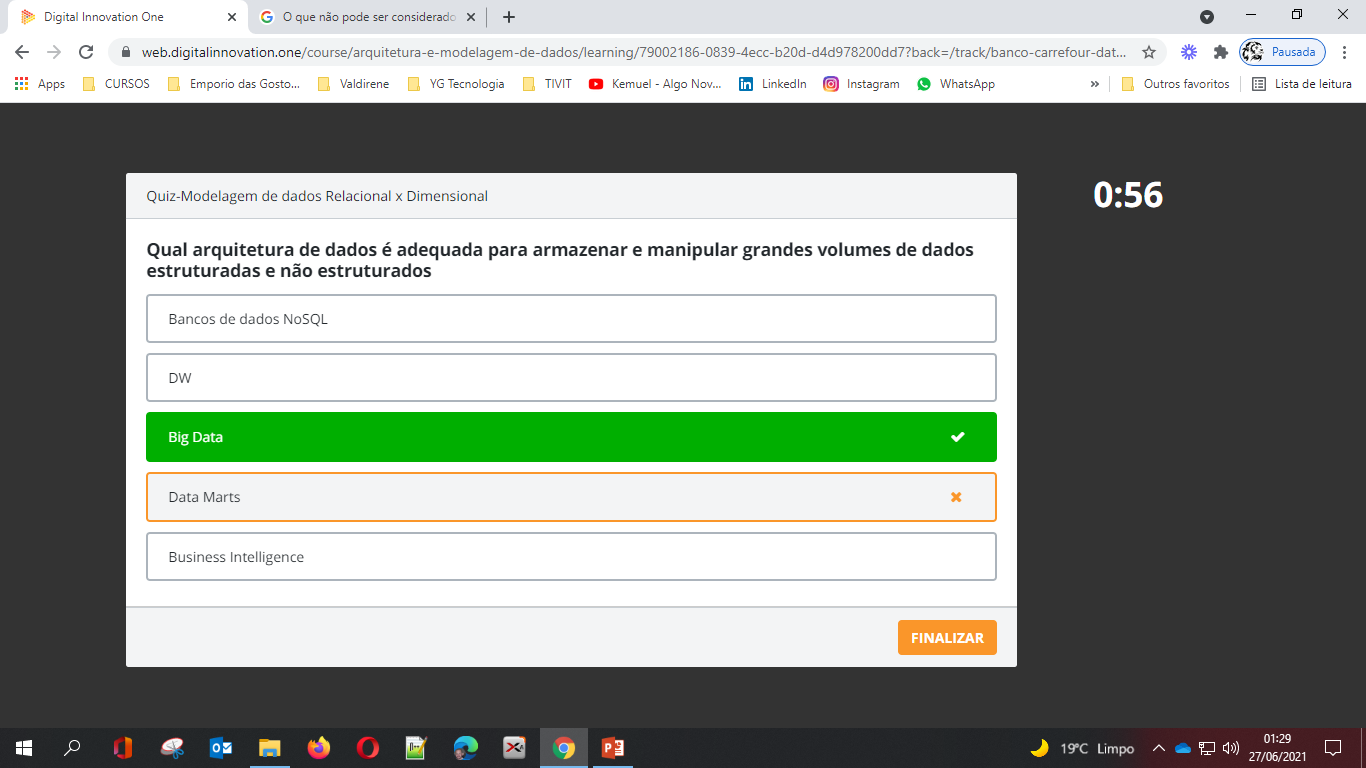 Digital Innovation One
O que não pode ser considerado
web.digitalinnovation.one/course/arquitetura-e-modelagem-de-dados/learning/79002186-0839-4ecc-b20d-d4d978200dd7?back=/track/banco-carrefour-dat...
Pausada
Apps
CURSOS
Emporio das Gosto...
Valdirene
YG Tecnologia
TIVIT
Kemuel - Algo Nov...
LinkedIn
Instagram
WhatsApp
»
Outros favoritos
Lista de leitura
Quiz-Modelagem de dados Relacional x Dimensional
0:56
Qual arquitetura de dados é adequada para armazenar e manipular grandes volumes de dados
estruturadas e não estruturados
Bancos de dados NoSQL
DW
Big Data
Data Marts
Business Intelligence
FINALIZAR
19°C Limpo
01:29
27/06/2021